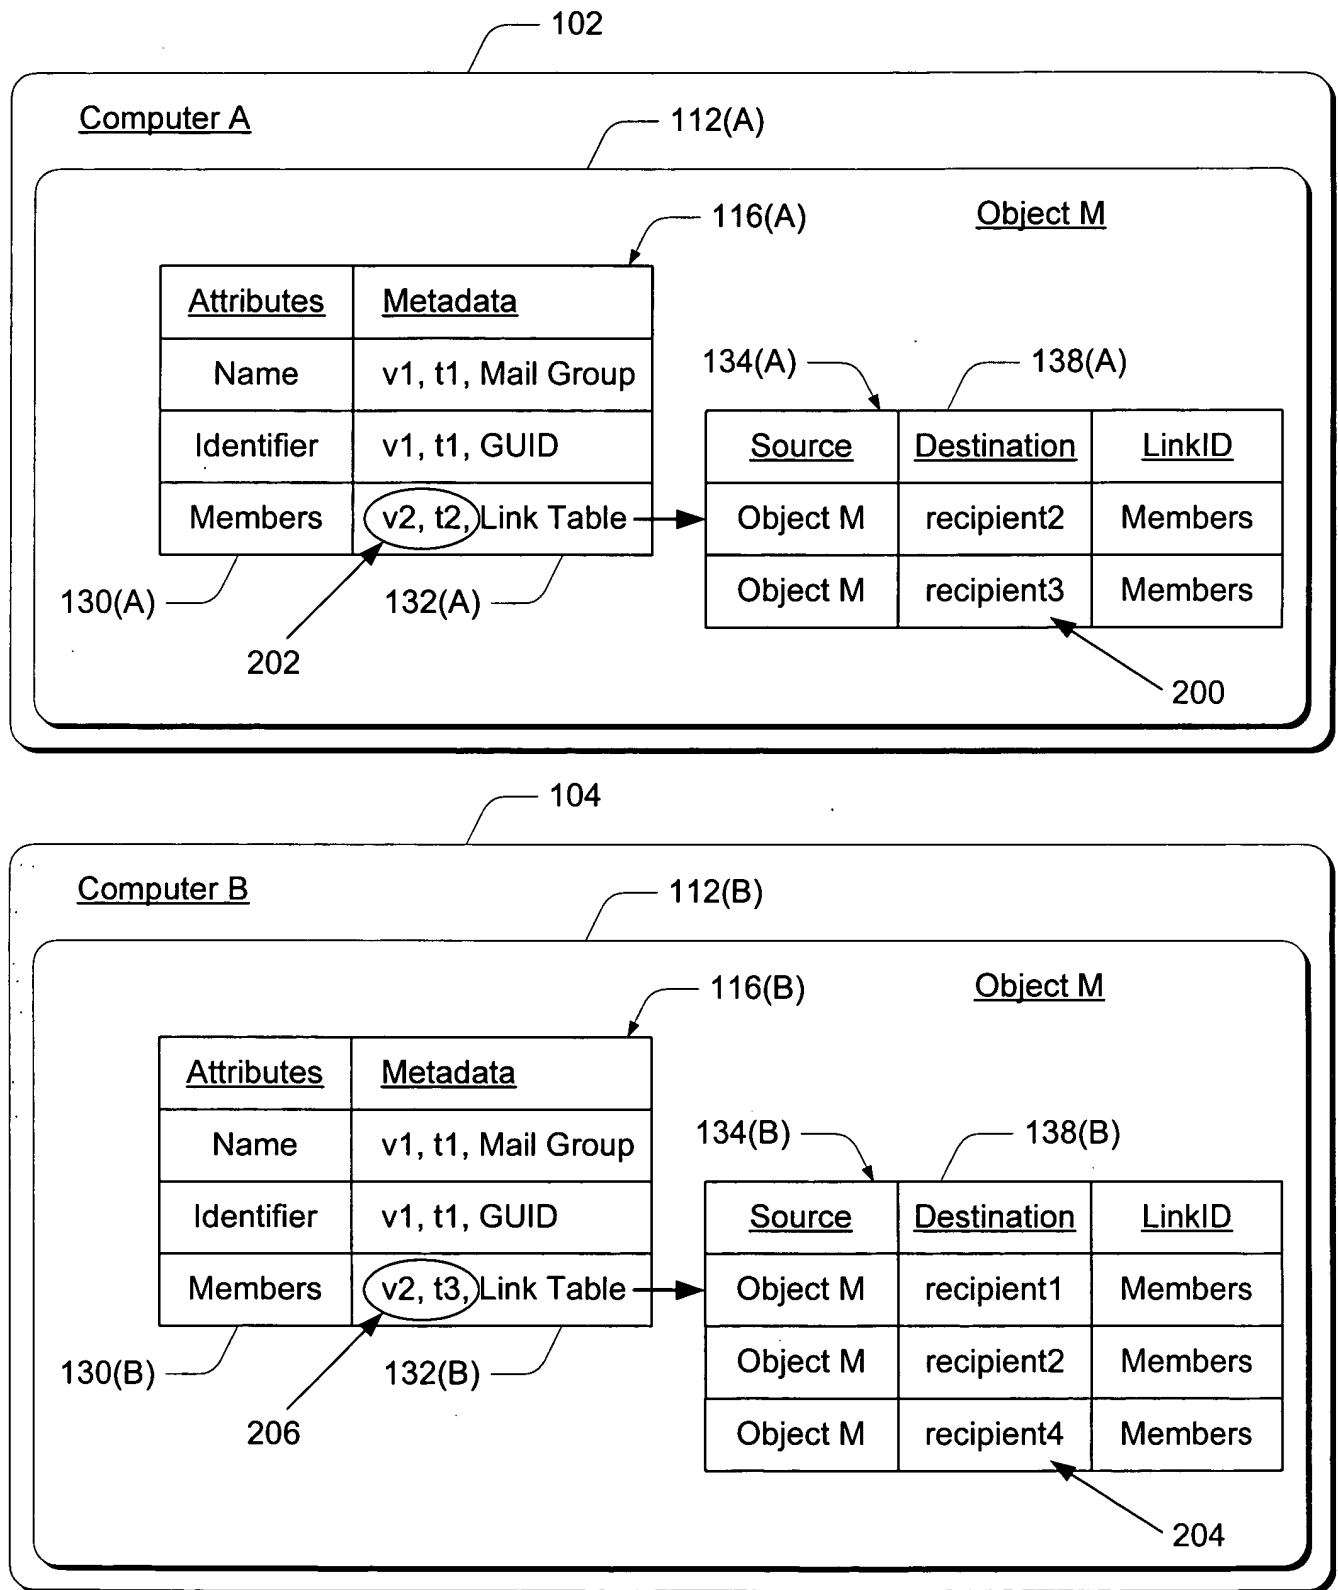 102
Computer A
112(A)
116(A)
Object M
Attributes Metadata
Name v1, t1, Mail Group
134(A)
138(A)
Identifier v1, t1, GUID
Source Destination LinkID
Members v2, t2, Link Table
Object M recipient2 Members
Object M recipient3 Members
130(A)
132(A)
202
200
104
Computer B
112(B)
116(B)
Object M
Attributes Metadata
Name v1, t1, Mail Group
134(B)
138(B)
Identifier v1, t1, GUID
Source Destination LinkID
Members v2, t3, Link Table
Object M recipient1 Members
Object M recipient2 Members
130(B)
132(B)
Object M recipient4 Members
206
204